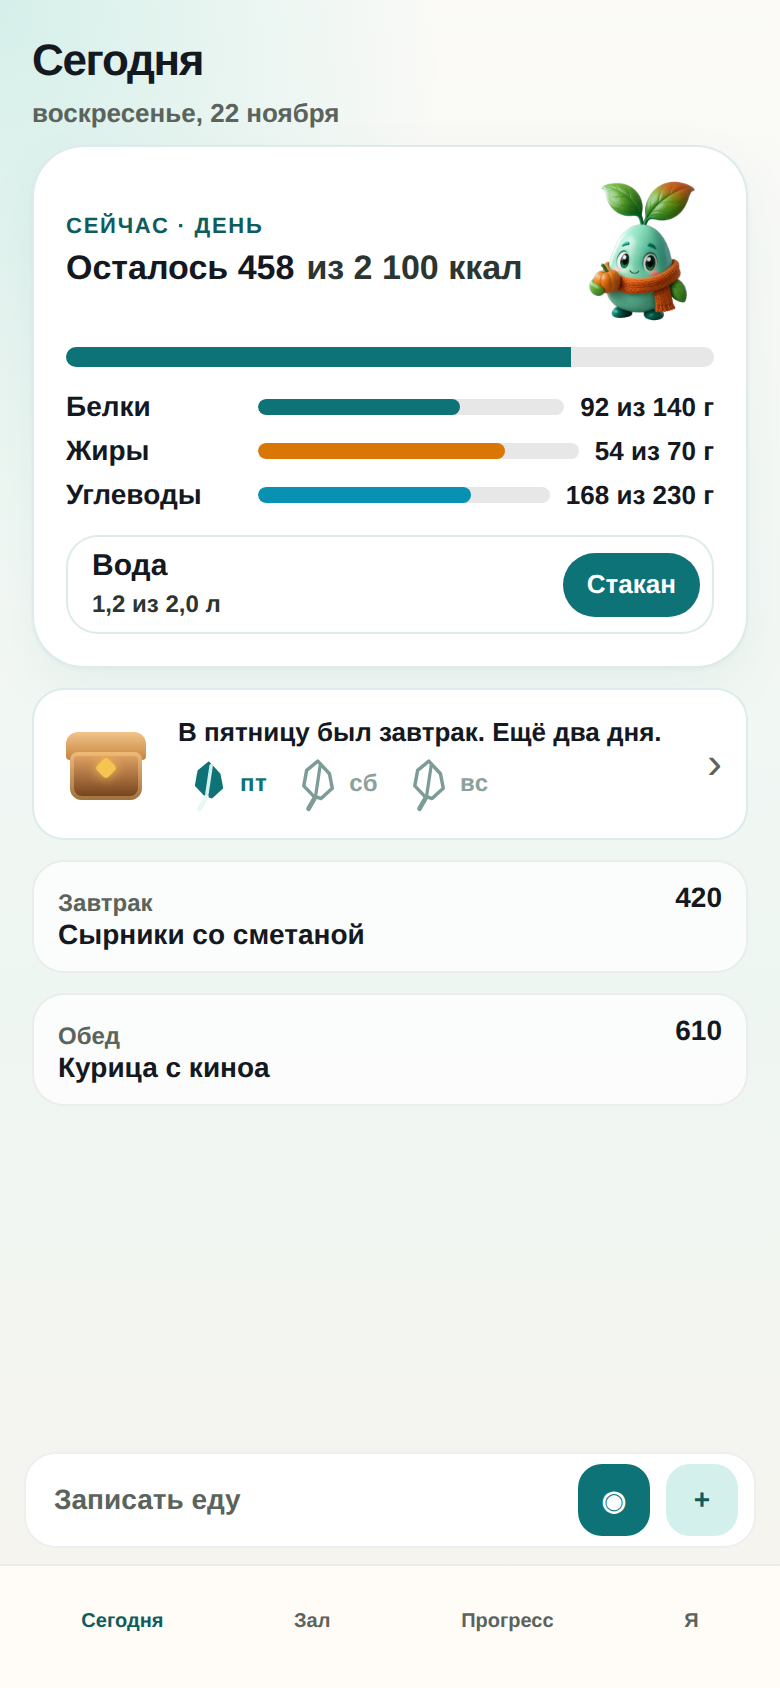 Сегодня
воскресенье, 22 ноября
СЕЙЧАС · ДЕНЬ
Осталось 458 из 2 100 ккал
Белки 92 из 140 г
Жиры 54 из 70 г
Углеводы 168 из 230 г
Вода
1,2 из 2,0 л
Стакан
В пятницу был завтрак. Ещё два дня.
пт сб вс
Завтрак
420
Сырники со сметаной
Обед
610
Курица с киноа
Записать еду
+
Сегодня Зал Прогресс Я